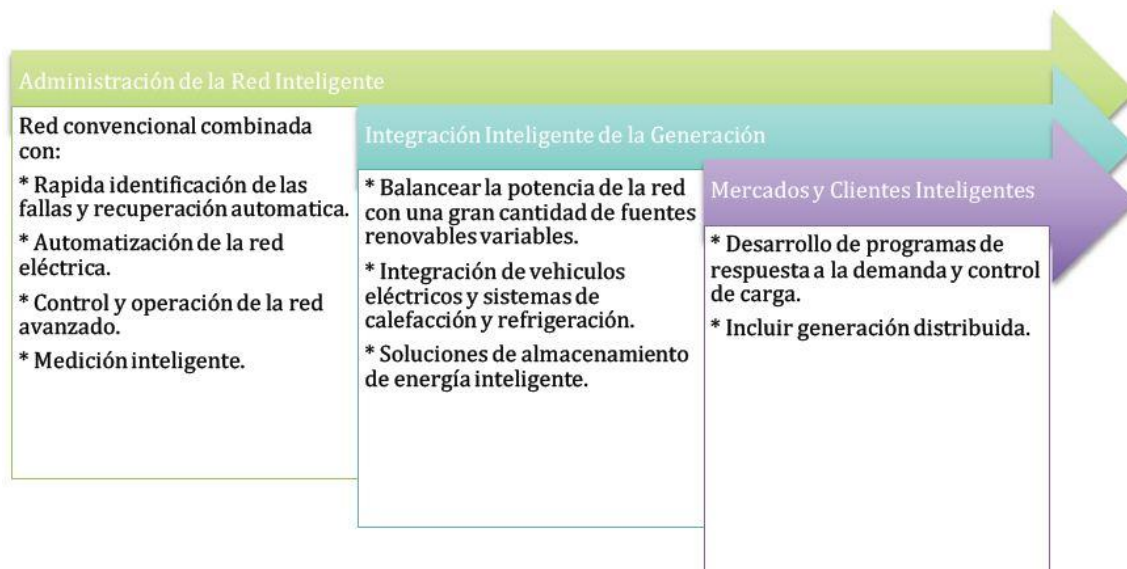 Administración de la Red Inteligente
Red convencional combinada
con:
* Rapida identificación de las
fallas y recuperación automatica.
* Automatización de la red
eléctrica.
* Control y operación de la red
avanzado.
* Medición inteligente.
Integración Inteligente de la Generación
* Balancear la potencia de la red
con una gran cantidad de fuentes
renovables variables.
* Integración de vehiculos
eléctricos y sistemas de
calefacción y refrigeración.
* Soluciones de almacenamiento
de energía inteligente.
Mercados y Clientes Inteligentes
* Desarrollo de programas de
respuesta a la demanda y control
de carga.
* Incluir generación distribuida.